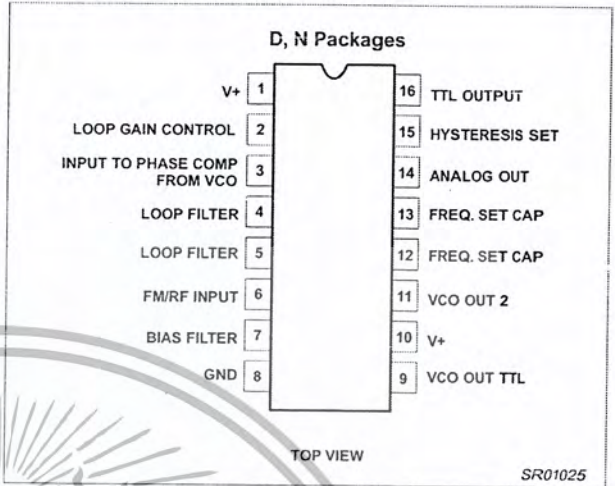 D, N Packages
V+ 1
LOOP GAIN CONTROL 2
INPUT TO PHASE COMP
FROM VCO 3
LOOP FILTER 4
LOOP FILTER 5
FM/RF INPUT 6
BIAS FILTER 7
GND 8
16 TTL OUTPUT
15 HYSTERESIS SET
14 ANALOG OUT
13 FREQ. SET CAP
12 FREQ. SET CAP
11 VCO OUT 2
10 V+
9 VCO OUT TTL
TOP VIEW
SR01025